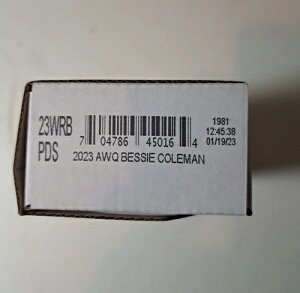 23WRB
PDS
7 04786 45016 4
2023 AWQ BESSIE COLEMAN
1981
12:45:38
01/19/23